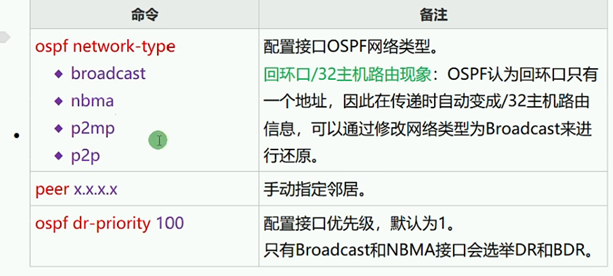 命令
备注
ospf network-type
配置接口OSPF网络类型。
broadcast
回环口/32主机路由现象：OSPF认为回环口只有
nbma
一个地址，因此在传递时自动变成/32主机路由
p2mp
信息，可以通过修改网络类型为Broadcast来进
p2p
行还原。
peer x.x.x.x
手动指定邻居。
ospf dr-priority 100
配置接口优先级，默认为1。
只有Broadcast和NBMA接口会选举DR和BDR。